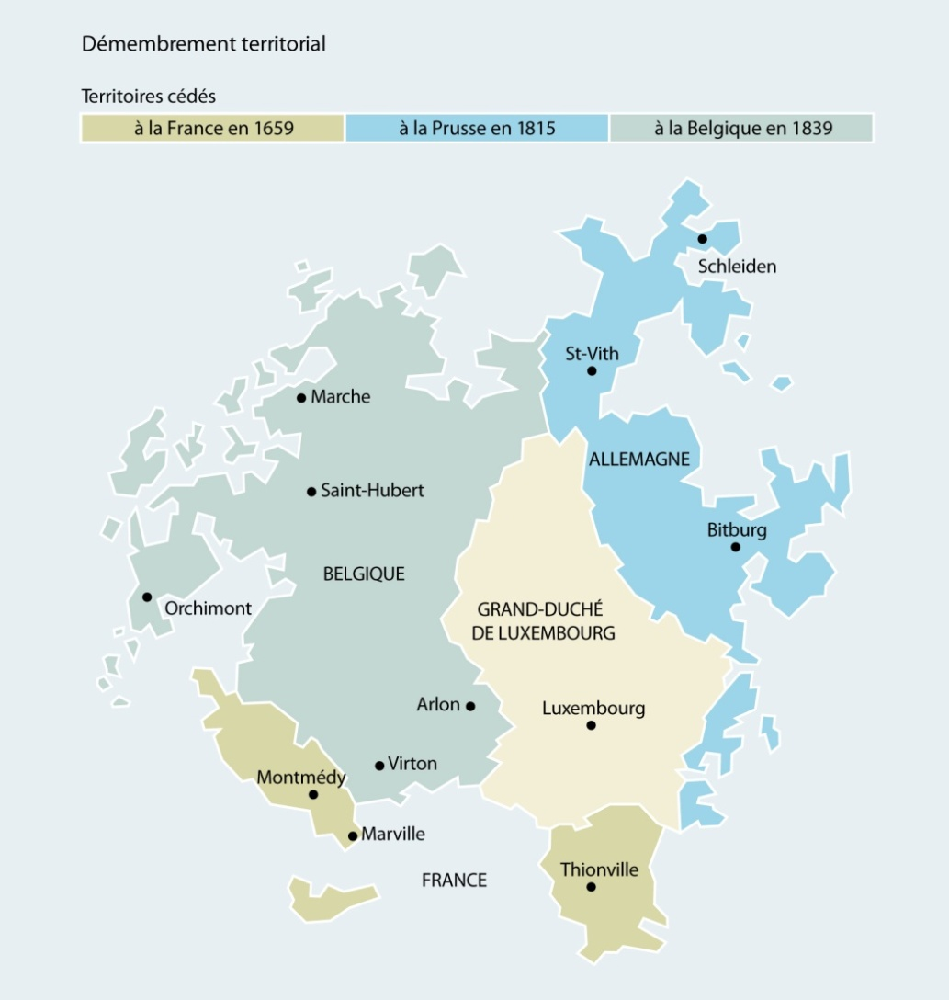 Démembrement territorial
Territoires cédés
à la France en 1659
à la Prusse en 1815
à la Belgique en 1839
Schleiden
St-Vith
Marche
ALLEMAGNE
Saint-Hubert
Bitburg
BELGIQUE
Orchimont
GRAND-DUCHÉ
DE LUXEMBOURG
Arlon
Luxembourg
Virton
Montmédy
Marville
Thionville
FRANCE